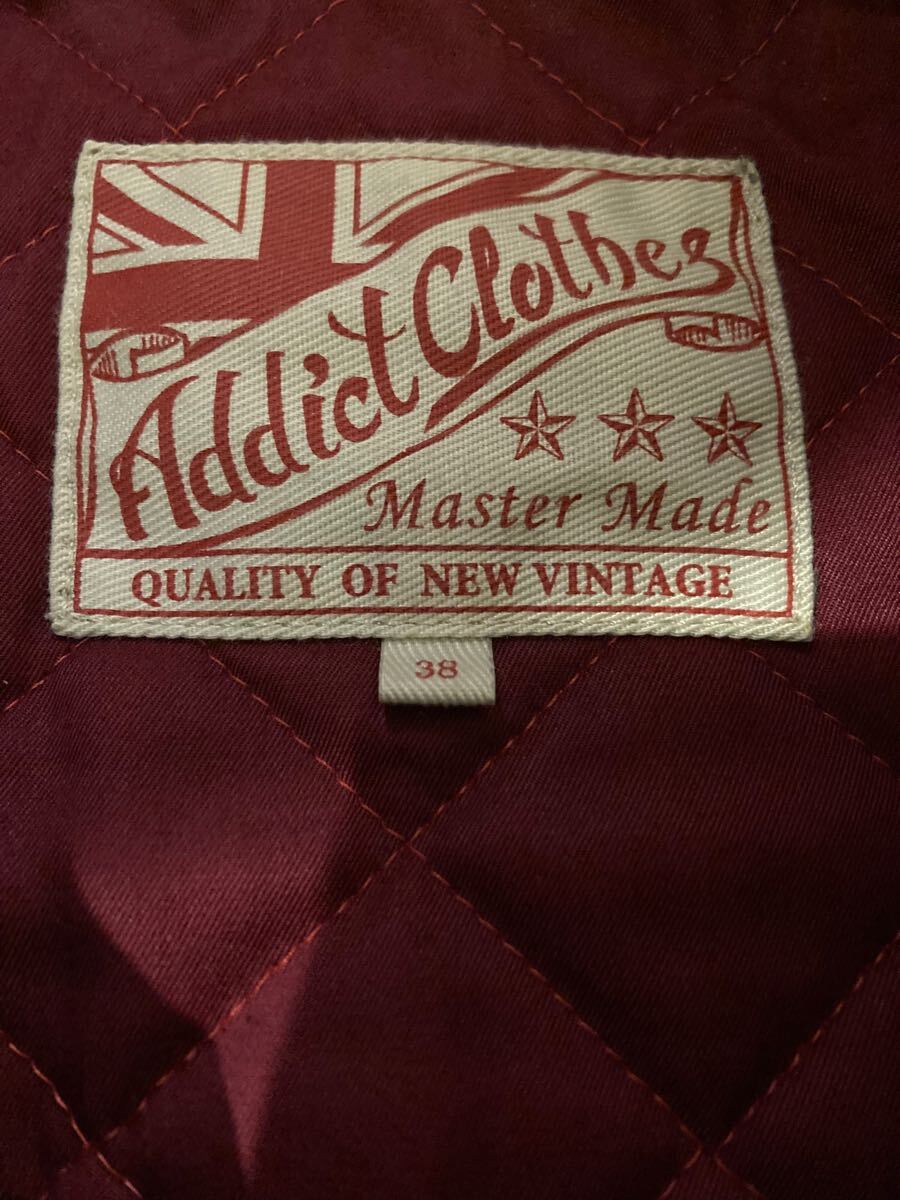 Addict Clothes
Master Made
QUALITY OF NEW VINTAGE
38